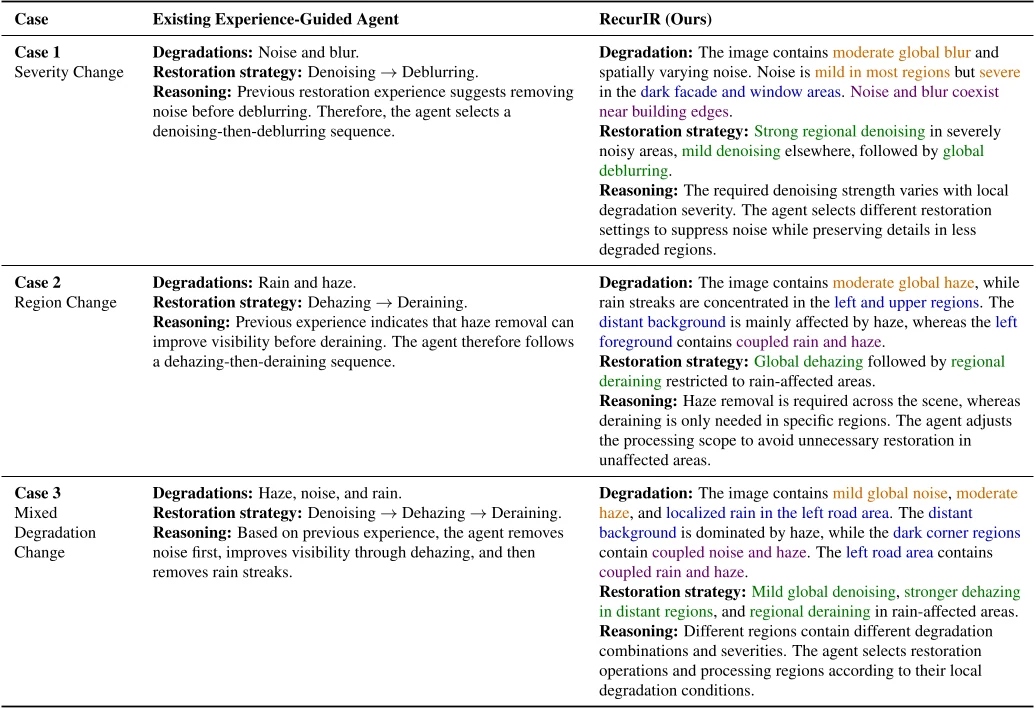 Case Existing Experience-Guided Agent RecurIR (Ours)
Case 1
Severity Change
Degradations: Noise and blur.
Restoration strategy: Denoising → Deblurring.
Reasoning: Previous restoration experience suggests removing
noise before deblurring. Therefore, the agent selects a
denoising-then-deblurring sequence.
Degradation: The image contains moderate global blur and
spatially varying noise. Noise is mild in most regions but severe
in the dark facade and window areas. Noise and blur coexist
near building edges.
Restoration strategy: Strong regional denoising in severely
noisy areas, mild denoising elsewhere, followed by global
deblurring.
Reasoning: The required denoising strength varies with local
degradation severity. The agent selects different restoration
settings to suppress noise while preserving details in less
degraded regions.
Case 2
Region Change
Degradations: Rain and haze.
Restoration strategy: Dehazing → Deraining.
Reasoning: Previous experience indicates that haze removal can
improve visibility before deraining. The agent therefore follows
a dehazing-then-deraining sequence.
Degradation: The image contains moderate global haze, while
rain streaks are concentrated in the left and upper regions. The
distant background is mainly affected by haze, whereas the left
foreground contains coupled rain and haze.
Restoration strategy: Global dehazing followed by regional
deraining restricted to rain-affected areas.
Reasoning: Haze removal is required across the scene, whereas
deraining is only needed in specific regions. The agent adjusts
the processing scope to avoid unnecessary restoration in
unaffected areas.
Case 3
Mixed
Degradation
Change
Degradations: Haze, noise, and rain.
Restoration strategy: Denoising → Dehazing → Deraining.
Reasoning: Based on previous experience, the agent removes
noise first, improves visibility through dehazing, and then
removes rain streaks.
Degradation: The image contains mild global noise, moderate
haze, and localized rain in the left road area. The distant
background is dominated by haze, while the dark corner regions
contain coupled noise and haze. The left road area contains
coupled rain and haze.
Restoration strategy: Mild global denoising, stronger dehazing
in distant regions, and regional deraining in rain-affected areas.
Reasoning: Different regions contain different degradation
combinations and severities. The agent selects restoration
operations and processing regions according to their local
degradation conditions.